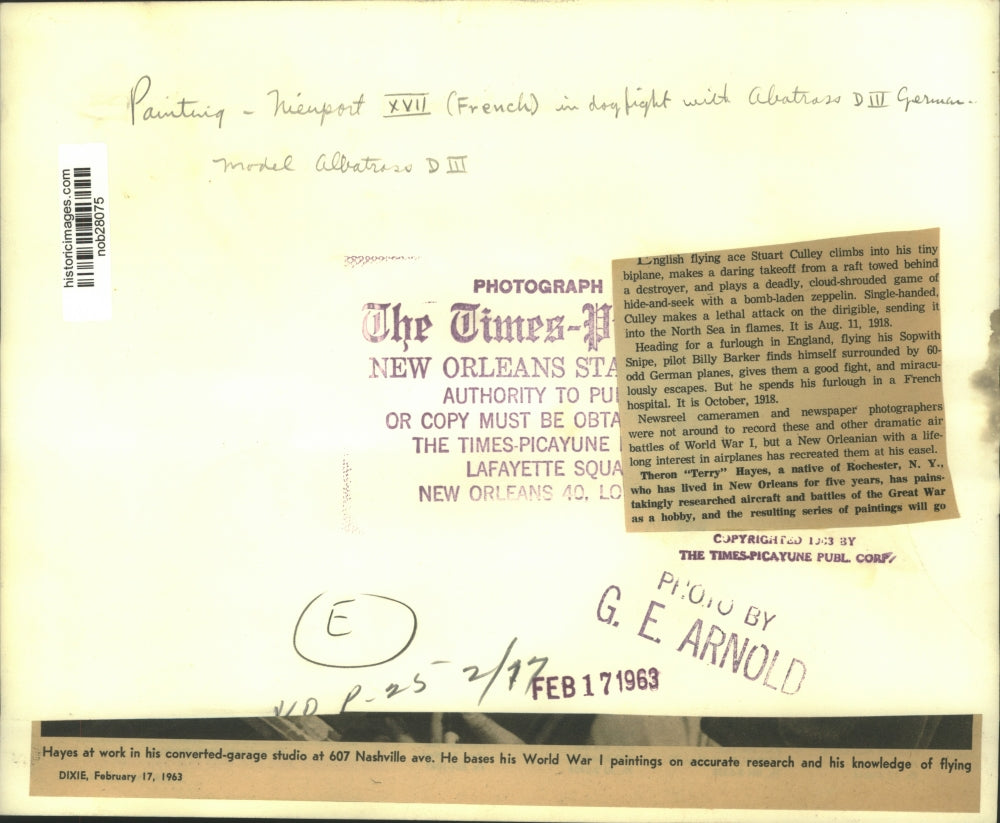 Painting - Nieuport XVII (French) in dogfight with Abatrass D III German -
Model Albatross D III
historicimages.com
nob28075
PHOTOGRAPH
The Times-P
NEW ORLEANS STA
AUTHORITY TO PU
OR COPY MUST BE OBTA
THE TIMES-PICAYUNE
LAFAYETTE SQUA
NEW ORLEANS 40, LO
English flying ace Stuart Culley climbs into his tiny
biplane, makes a daring takeoff from a raft towed behind
a destroyer, and plays a deadly, cloud-shrouded game of
hide-and-seek with a bomb-laden zeppelin. Single-handed,
Culley makes a lethal attack on the dirigible, sending it
into the North Sea in flames. It is Aug. 11, 1918.
Heading for a furlough in England, flying his Sopwith
Snipe, pilot Billy Barker finds himself surrounded by 60-
odd German planes, gives them a good fight, and miracu-
lously escapes. But he spends his furlough in a French
hospital. It is October, 1918.
Newsreel cameramen and newspaper photographers
were not around to record these and other dramatic air
battles of World War I, but a New Orleanian with a life-
long interest in airplanes has recreated them at his easel.
Theron "Terry" Hayes, a native of Rochester, N. Y.,
who has lived in New Orleans for five years, has pains-
takingly researched aircraft and battles of the Great War
as a hobby, and the resulting series of paintings will go
COPYRIGHTED 1963 BY
THE TIMES-PICAYUNE PUBL. CORP.
PHOTO BY
G. E. ARNOLD
E
P-25 2/17
FEB 17 1963
Hayes at work in his converted-garage studio at 607 Nashville ave. He bases his World War I paintings on accurate research and his knowledge of flying
DIXIE, February 17, 1963